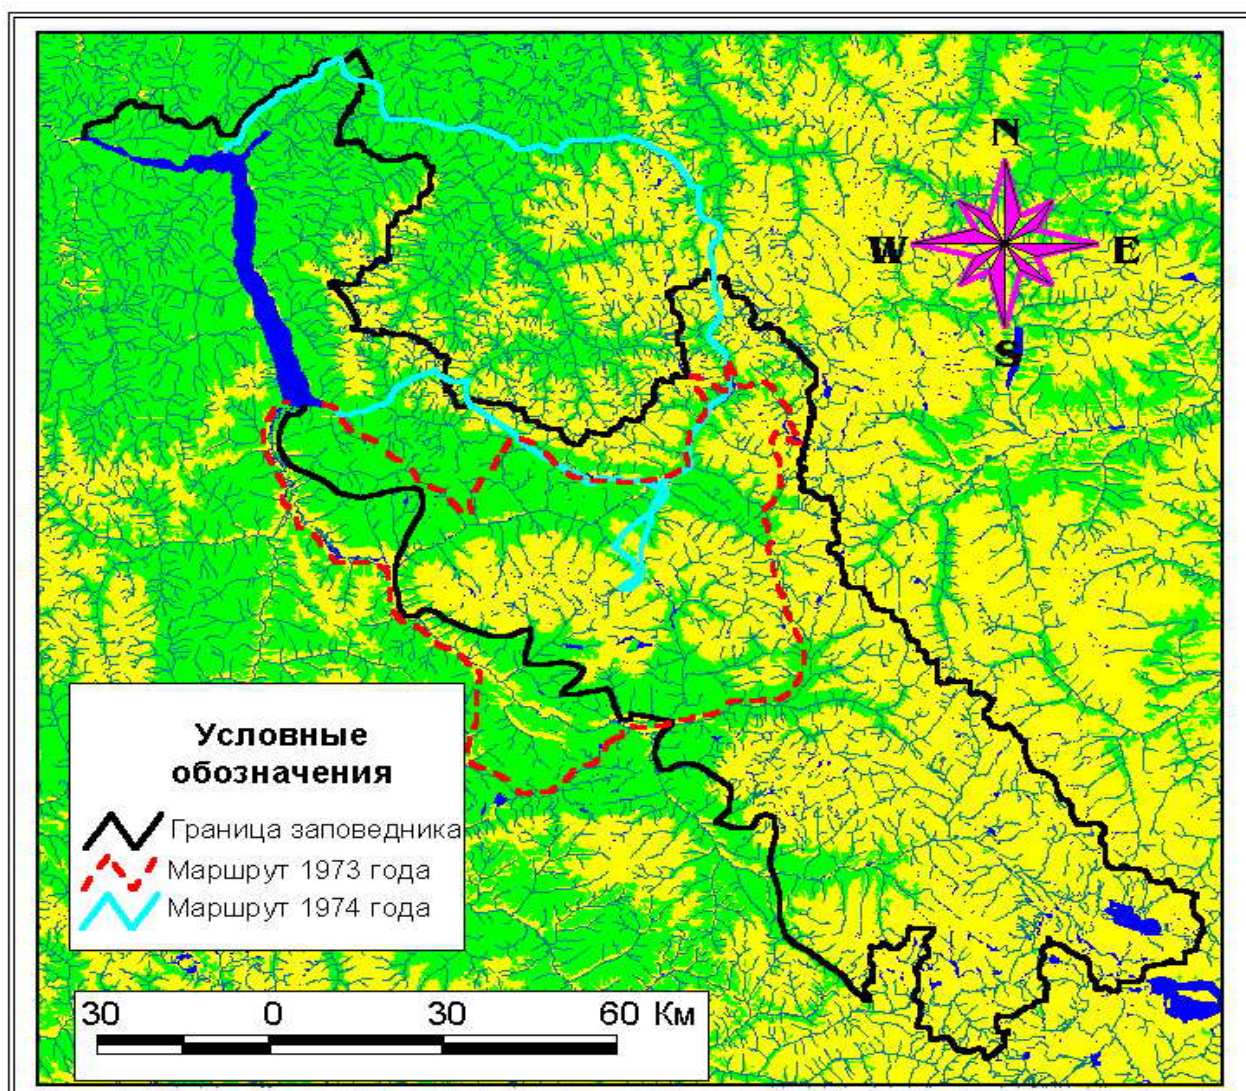 N
W E
S
Условные
обозначения
Граница заповедника
Маршрут 1973 года
Маршрут 1974 года
30 0 30 60 Км